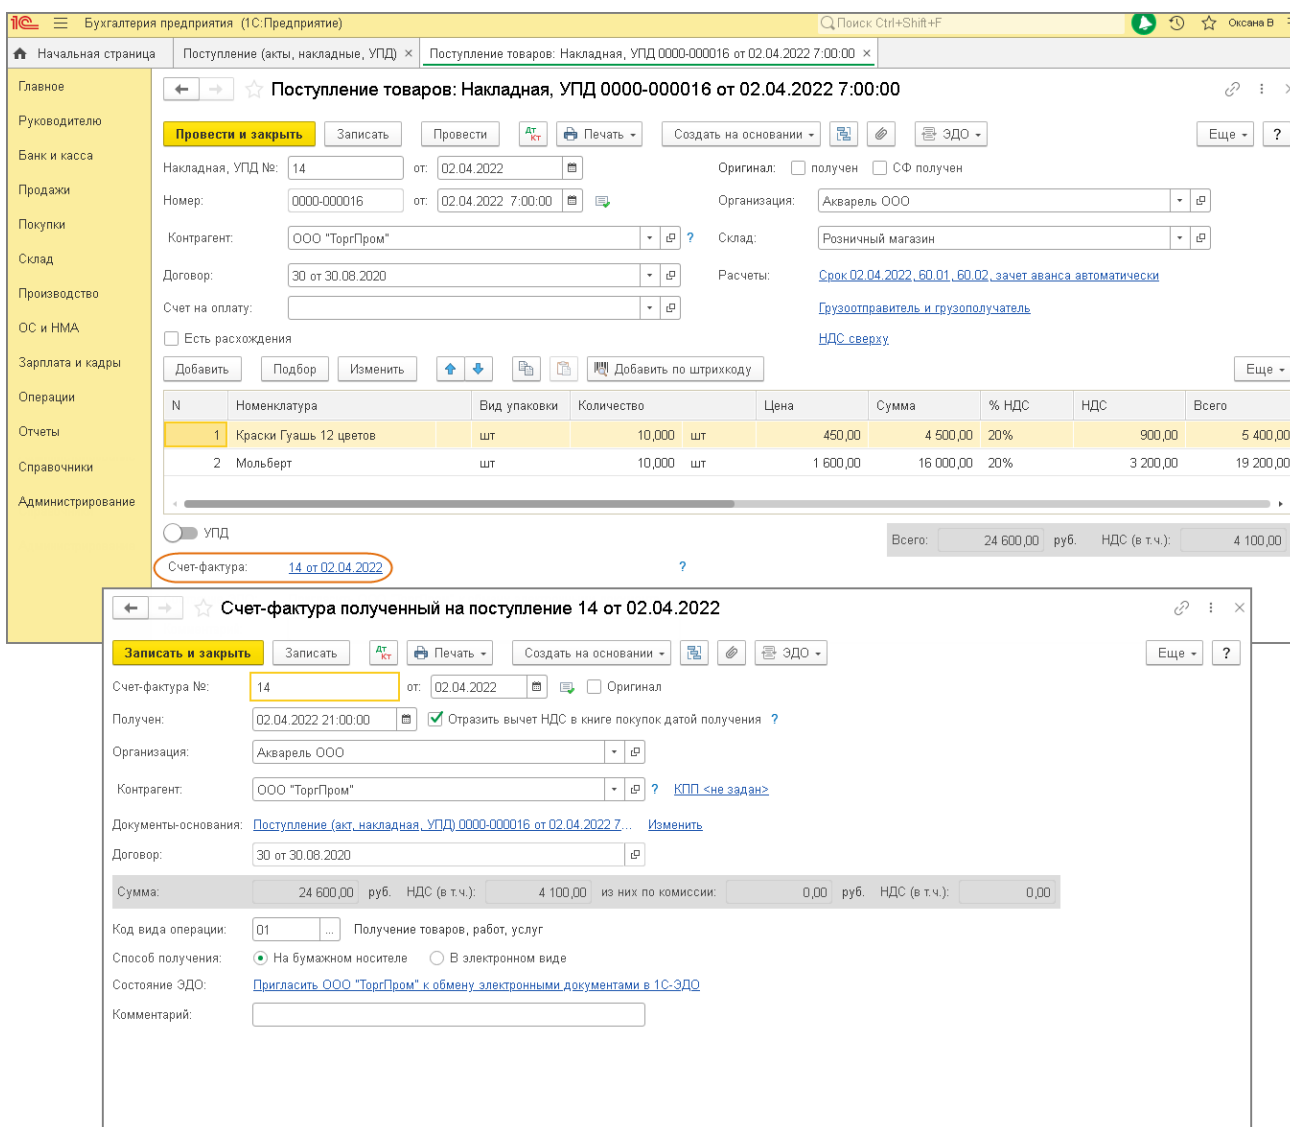 1С Бухгалтерия предприятия (1С:Предприятие) Поиск Ctrl+Shift+F Оксана В
Начальная страница Поступление (акты, накладные, УПД) × Поступление товаров: Накладная, УПД 0000-000016 от 02.04.2022 7:00:00 ×
Главное
Руководителю
Банк и касса
Продажи
Покупки
Склад
Производство
ОС и НМА
Зарплата и кадры
Операции
Отчеты
Справочники
Администрирование
Поступление товаров: Накладная, УПД 0000-000016 от 02.04.2022 7:00:00
Провести и закрыть Записать Провести Дт Кт Печать Создать на основании ЭДО Еще ?
Накладная, УПД №: 14 от: 02.04.2022 Оригинал: получен СФ получен
Номер: 0000-000016 от: 02.04.2022 7:00:00 Организация: Акварель ООО
Контрагент: ООО "ТоргПром" ? Склад: Розничный магазин
Договор: 30 от 30.08.2020 Расчеты: Срок 02.04.2022, 60.01, 60.02, зачет аванса автоматически
Счет на оплату: Грузоотправитель и грузополучатель
Есть расхождения НДС сверху
Добавить Подбор Изменить Добавить по штрихкоду Еще
N Номенклатура Вид упаковки Количество Цена Сумма % НДС НДС Всего
1 Краски Гуашь 12 цветов шт 10,000 шт 450,00 4 500,00 20% 900,00 5 400,00
2 Мольберт шт 10,000 шт 1 600,00 16 000,00 20% 3 200,00 19 200,00
УПД
Всего: 24 600,00 руб. НДС (в т.ч.): 4 100,00
Счет-фактура: 14 от 02.04.2022 ?
Счет-фактура полученный на поступление 14 от 02.04.2022
Записать и закрыть Записать Дт Кт Печать Создать на основании ЭДО Еще ?
Счет-фактура №: 14 от: 02.04.2022 Оригинал
Получен: 02.04.2022 21:00:00 Отразить вычет НДС в книге покупок датой получения ?
Организация: Акварель ООО
Контрагент: ООО "ТоргПром" ? КПП <не задан>
Документы-основания: Поступление (акт, накладная, УПД) 0000-000016 от 02.04.2022 7... Изменить
Договор: 30 от 30.08.2020
Сумма: 24 600,00 руб. НДС (в т.ч.): 4 100,00 из них по комиссии: 0,00 руб. НДС (в т.ч.): 0,00
Код вида операции: 01 ... Получение товаров, работ, услуг
Способ получения: На бумажном носителе В электронном виде
Состояние ЭДО: Пригласить ООО "ТоргПром" к обмену электронными документами в 1С-ЭДО
Комментарий: